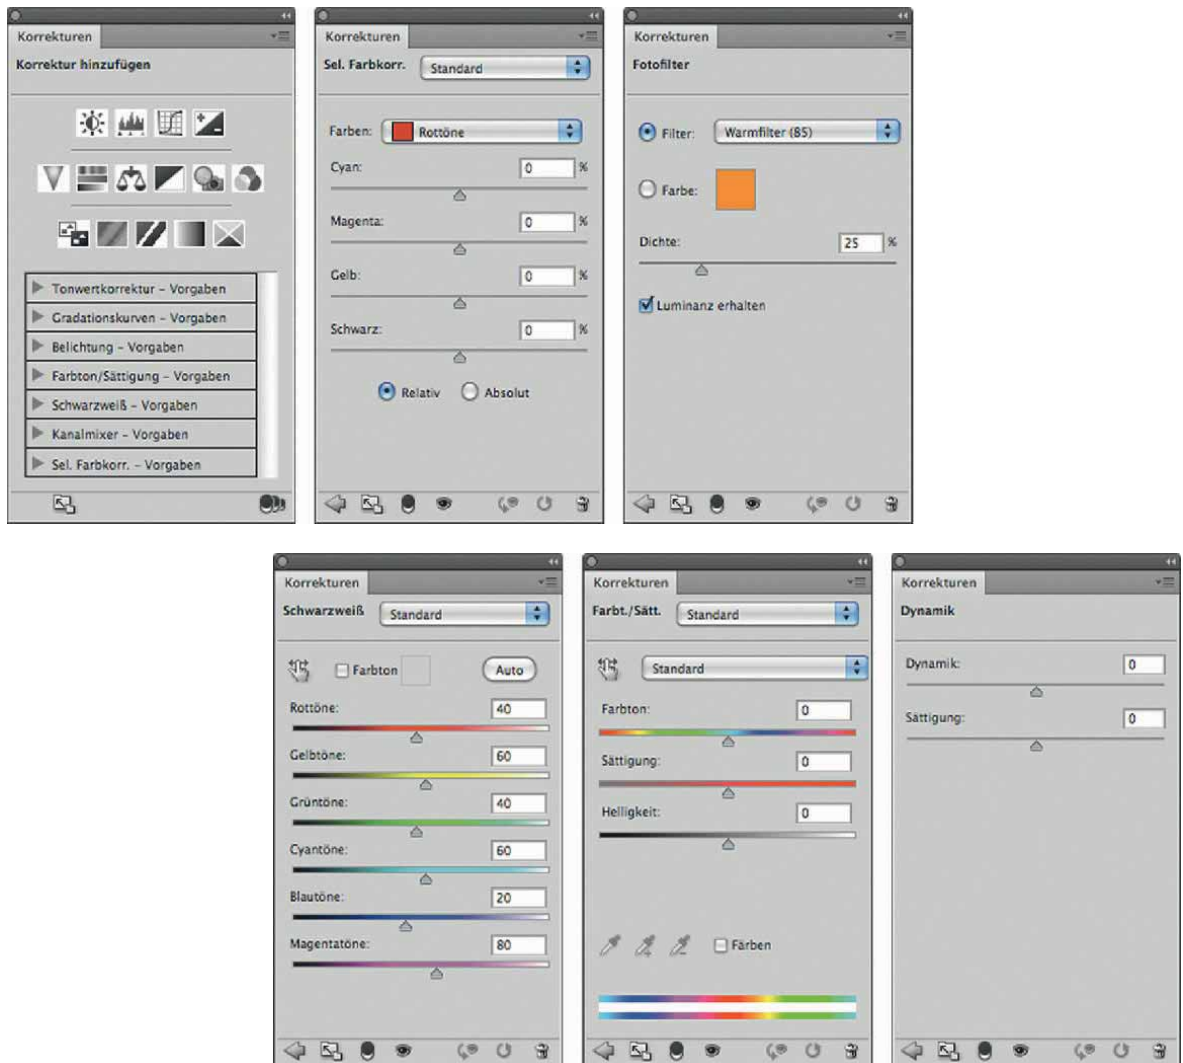 Korrekturen
Korrektur hinzufügen
Tonwertkorrektur – Vorgaben
Gradationskurven – Vorgaben
Belichtung – Vorgaben
Farbton/Sättigung – Vorgaben
Schwarzweiß – Vorgaben
Kanalmixer – Vorgaben
Sel. Farbkorr. – Vorgaben
Korrekturen
Sel. Farbkorr. Standard
Farben: Rottöne
Cyan: 0 %
Magenta: 0 %
Gelb: 0 %
Schwarz: 0 %
Relativ Absolut
Korrekturen
Fotofilter
Filter: Warmfilter (85)
Farbe:
Dichte: 25 %
Luminanz erhalten
Korrekturen
Schwarzweiß Standard
Farbton Auto
Rottöne: 40
Gelbtöne: 60
Grüntöne: 40
Cyantöne: 60
Blautöne: 20
Magentatöne: 80
Korrekturen
Farbt./Sätt. Standard
Standard
Farbton: 0
Sättigung: 0
Helligkeit: 0
Färben
Korrekturen
Dynamik
Dynamik: 0
Sättigung: 0